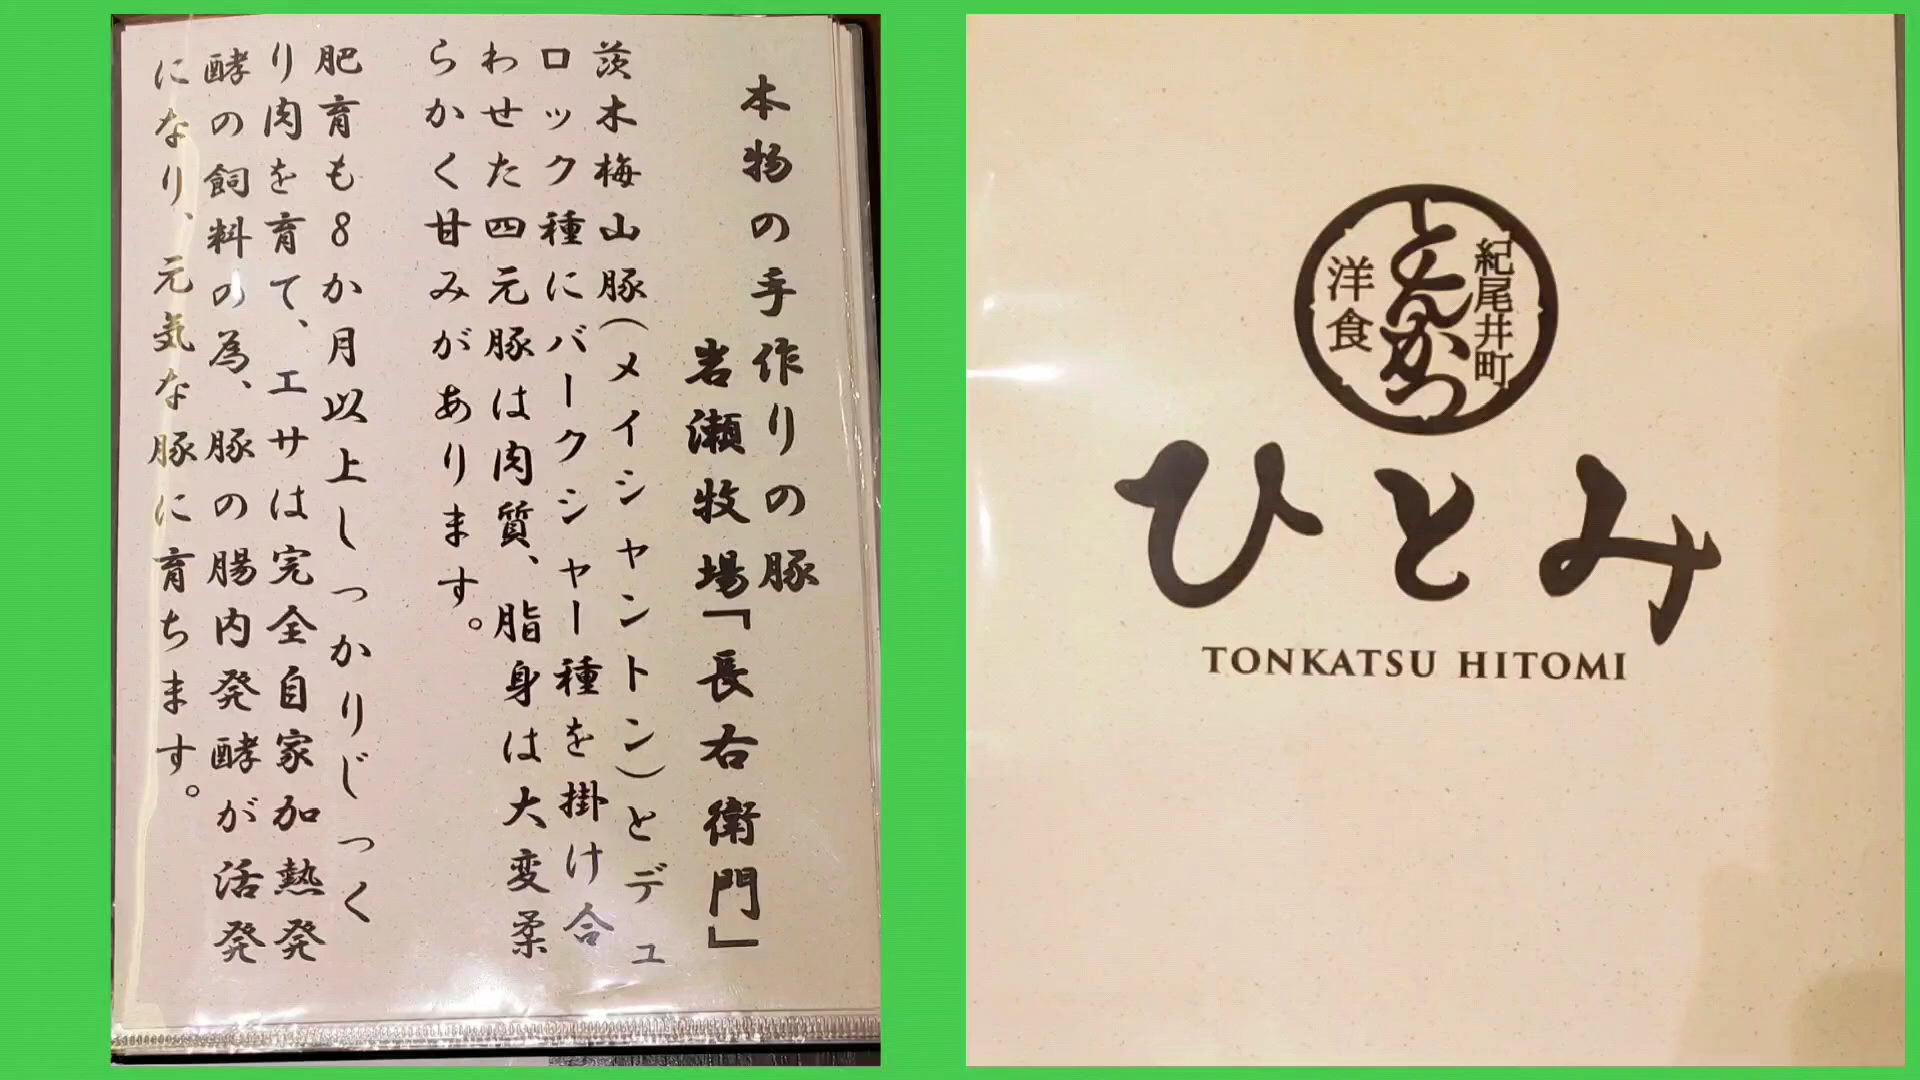 本物の手作りの豚
岩瀬牧場「長右衛門」
茨木梅山豚(メイシャントン)とデュ
ロック種にバークシャー種を掛け合
わせた四元豚は肉質、脂身は大変柔
らかく甘みがあります。
肥育も8か月以上しっかりじっく
り肉を育て、エサは完全自家加熱発
酵の飼料の為、豚の腸内発酵が活発
になり、元気な豚に育ちます。
紀尾井町
とんかつ
洋食
ひとみ
TONKATSU HITOMI